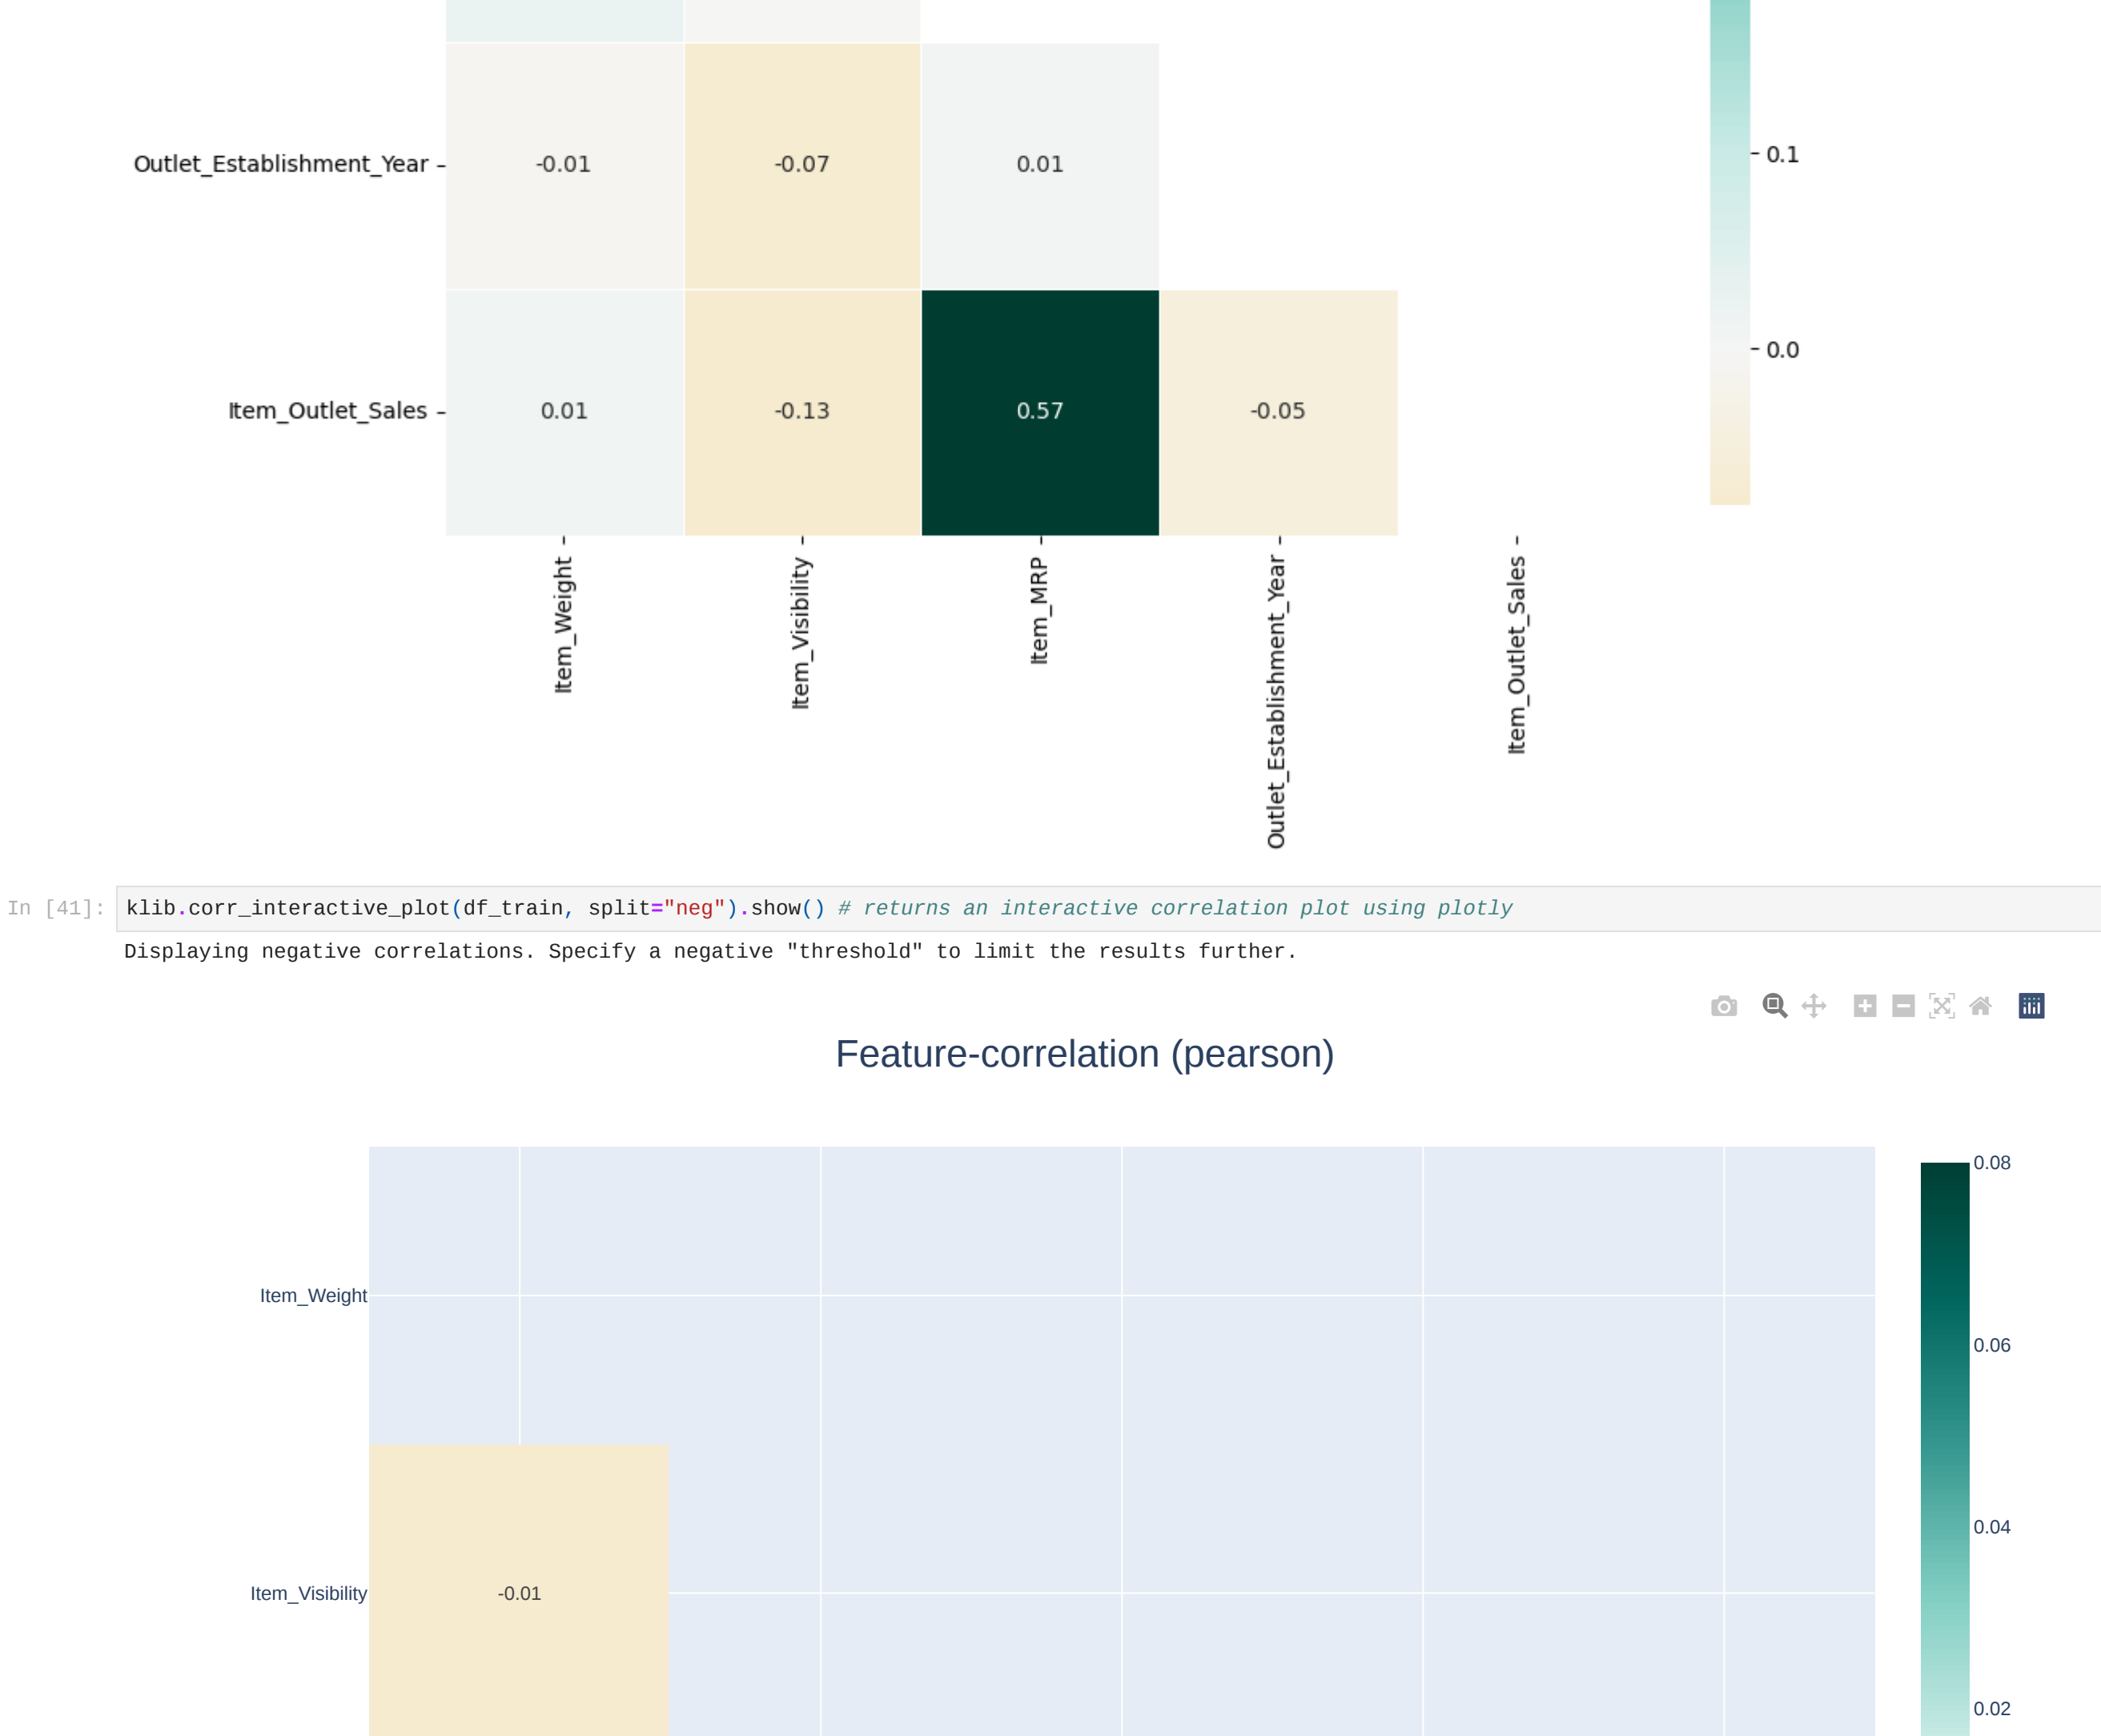 Outlet_Establishment_Year
-0.01 -0.07 0.01
0.1
0.0
Item_Outlet_Sales
0.01 -0.13 0.57 -0.05
Item_Weight
Item_Visibility
Item_MRP
Outlet_Establishment_Year
Item_Outlet_Sales
In [41]: klib.corr_interactive_plot(df_train, split="neg").show() # returns an interactive correlation plot using plotly
Displaying negative correlations. Specify a negative "threshold" to limit the results further.
Feature-correlation (pearson)
0.08
Item_Weight
0.06
0.04
Item_Visibility -0.01
0.02